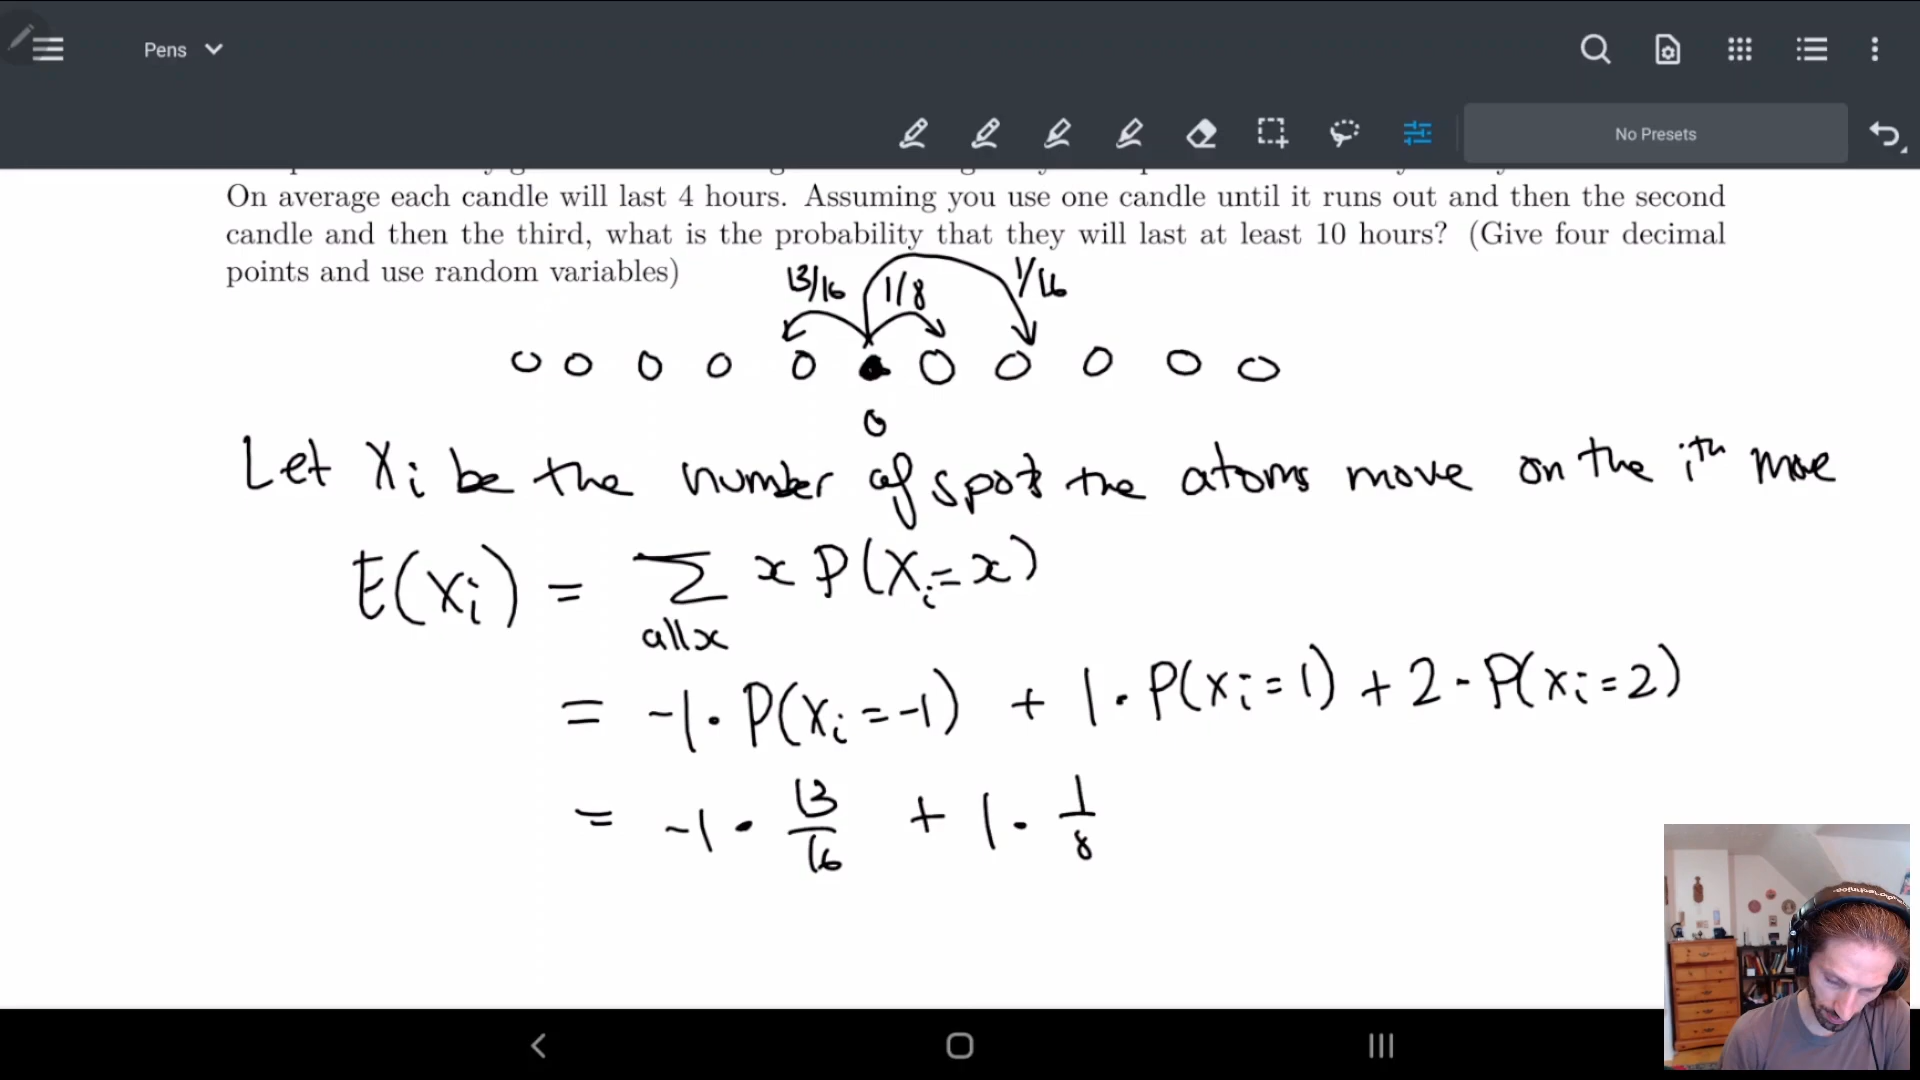 Pens
No Presets
On average each candle will last 4 hours. Assuming you use one candle until it runs out and then the second
candle and then the third, what is the probability that they will last at least 10 hours? (Give four decimal
points and use random variables)
13/16 1/8 1/16
0
Let Xi be the number of spots the atoms move on the ith move
E(Xi) = Σ x P(Xi=x)
all x
= -1· P(Xi=-1) + 1· P(Xi=1) + 2· P(Xi=2)
= -1· 13/16 + 1· 1/8